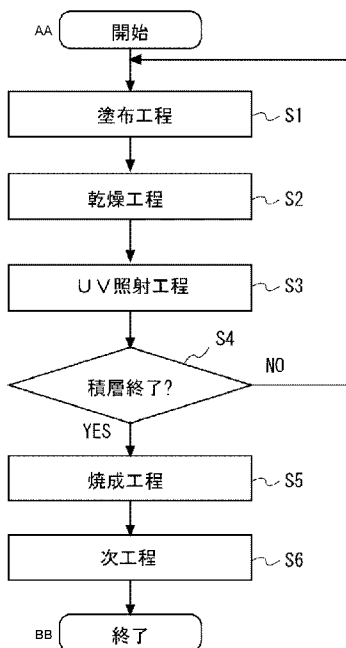 AA 開始
塗布工程 S1
乾燥工程 S2
UV照射工程 S3
S4
積層終了? NO
YES
焼成工程 S5
次工程 S6
BB 終了